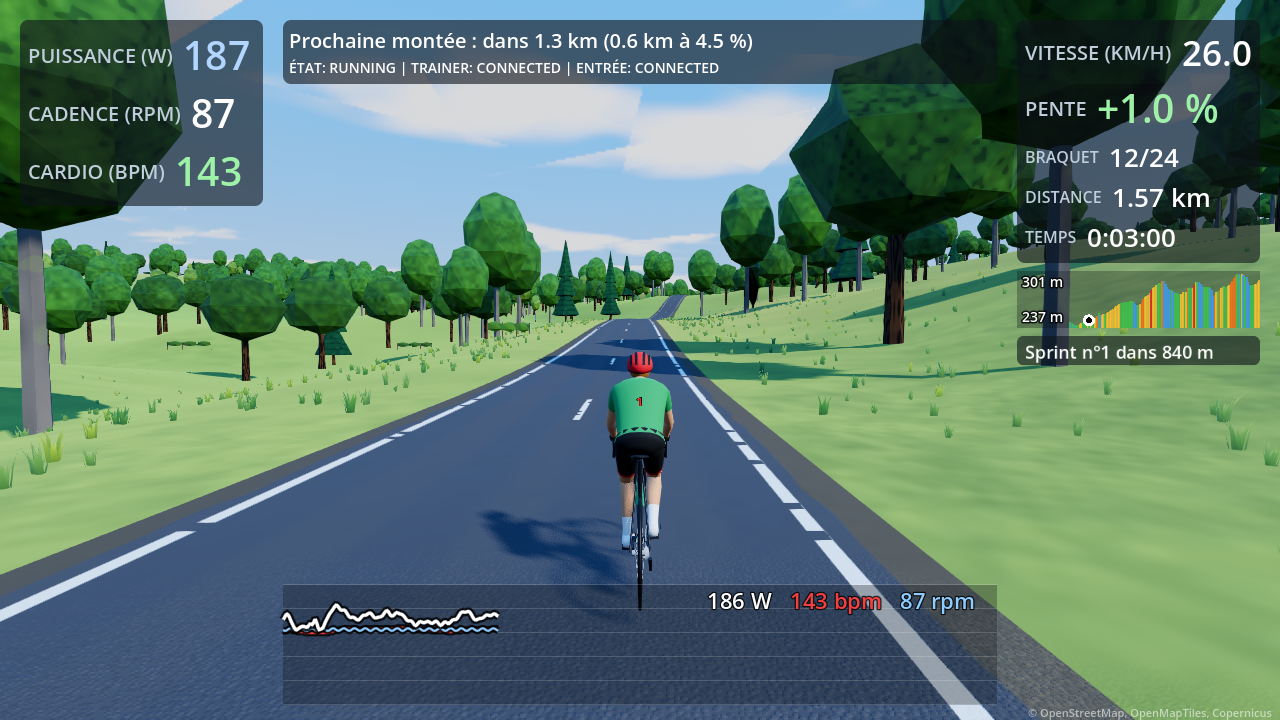 PUISSANCE (W) 187
CADENCE (RPM) 87
CARDIO (BPM) 143
Prochaine montée : dans 1.3 km (0.6 km à 4.5 %)
ÉTAT: RUNNING | TRAINER: CONNECTED | ENTRÉE: CONNECTED
VITESSE (KM/H) 26.0
PENTE +1.0 %
BRAQUET 12/24
DISTANCE 1.57 km
TEMPS 0:03:00
301 m
237 m
Sprint n°1 dans 840 m
1
186 W 143 bpm 87 rpm
© OpenStreetMap, OpenMapTiles, Copernicus